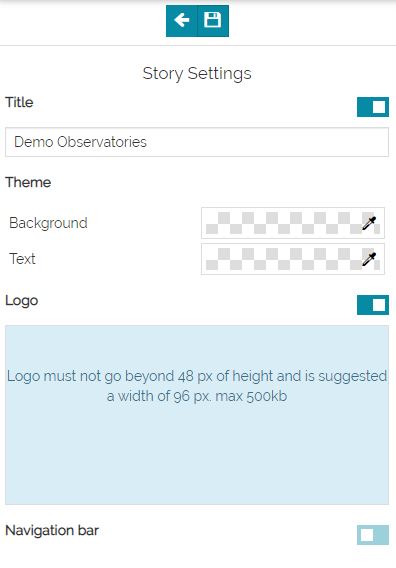 Story Settings
Title
Demo Observatories
Theme
Background
Text
Logo
Logo must not go beyond 48 px of height and is suggested
a width of 96 px. max 500kb
Navigation bar